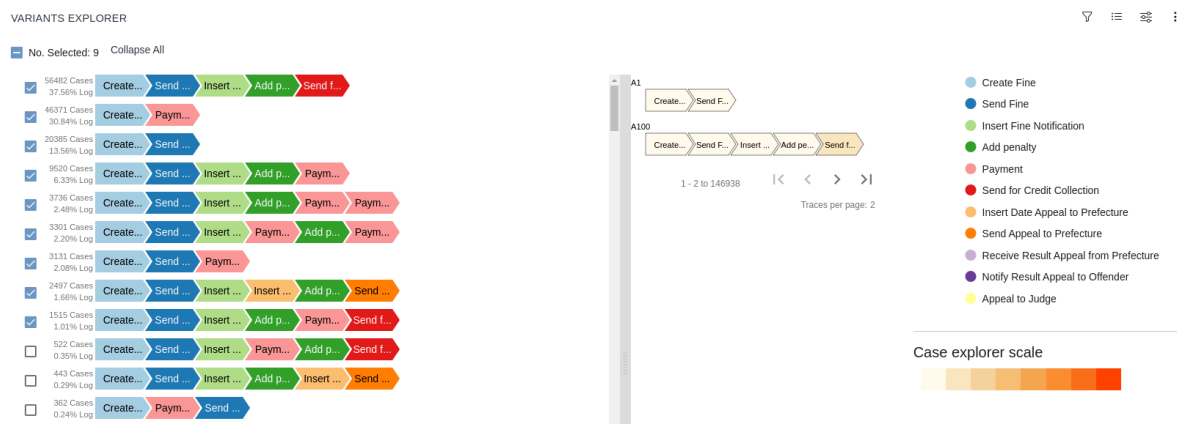 VARIANTS EXPLORER
No. Selected: 9 Collapse All
56482 Cases
37.56% Log
Create... Send ... Insert ... Add p... Send f...
46371 Cases
30.84% Log
Create... Paym...
20385 Cases
13.56% Log
Create... Send ...
9520 Cases
6.33% Log
Create... Send ... Insert ... Add p... Paym...
3736 Cases
2.48% Log
Create... Send ... Insert ... Add p... Paym... Paym...
3301 Cases
2.20% Log
Create... Send ... Insert ... Paym... Add p... Paym...
3131 Cases
2.08% Log
Create... Send ... Paym...
2497 Cases
1.66% Log
Create... Send ... Insert ... Insert ... Add p... Send ...
1515 Cases
1.01% Log
Create... Send ... Insert ... Add p... Paym... Send f...
522 Cases
0.35% Log
Create... Send ... Insert ... Paym... Add p... Send f...
443 Cases
0.29% Log
Create... Send ... Insert ... Add p... Insert ... Send ...
362 Cases
0.24% Log
Create... Paym... Send ...
A1
Create... Send F...
A100
Create... Send F... Insert ... Add pe... Send f...
1 - 2 to 146938
Traces per page: 2
Create Fine
Send Fine
Insert Fine Notification
Add penalty
Payment
Send for Credit Collection
Insert Date Appeal to Prefecture
Send Appeal to Prefecture
Receive Result Appeal from Prefecture
Notify Result Appeal to Offender
Appeal to Judge
Case explorer scale